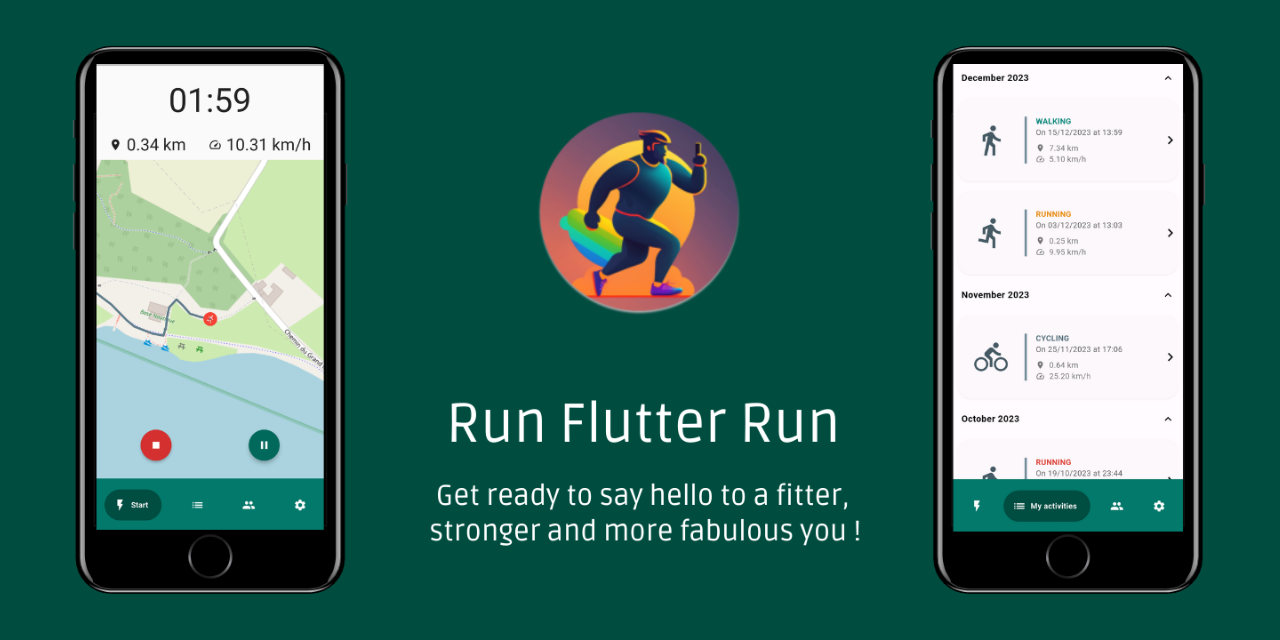 01:59
0.34 km
10.31 km/h
Chemin du Grand
Start
Run Flutter Run
Get ready to say hello to a fitter,
stronger and more fabulous you !
December 2023
WALKING
On 15/12/2023 at 13:59
7.34 km
5.10 km/h
RUNNING
On 03/12/2023 at 13:03
0.25 km
9.95 km/h
November 2023
CYCLING
On 25/11/2023 at 17:06
0.64 km
25.20 km/h
October 2023
RUNNING
On 19/10/2023 at 23:44
My activities